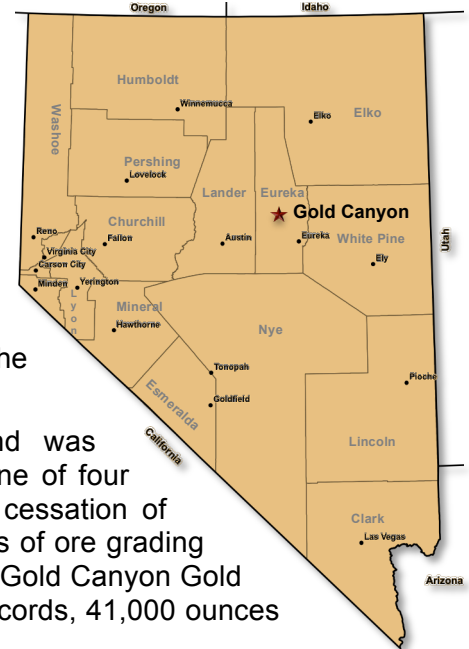 Oregon
Idaho
Humboldt
Washoe
Winnemucca
Elko
Elko
Pershing
Lovelock
Lander
Eureka
Gold Canyon
Churchill
Reno
Fallon
Austin
Eureka
White Pine
Utah
Virginia City
Carson City
Ely
Minden
Yerington
Lyon
Mineral
Hawthorne
Nye
Tonopah
Pioche
Esmeralda
Goldfield
California
Lincoln
Clark
Las Vegas
Arizona
he
nd was
ne of four
cessation of
s of ore grading
Gold Canyon Gold
cords, 41,000 ounces